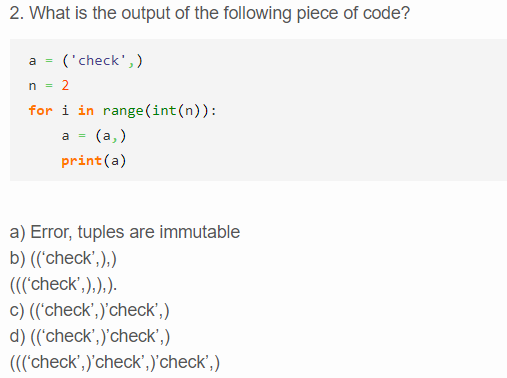 2. What is the output of the following piece of code?
a = ('check',)
n = 2
for i in range(int(n)):
    a = (a,)
    print(a)
a) Error, tuples are immutable
b) ((‘check’,),)
(((‘check’,),),).
c) ((‘check’,)’check’,)
d) ((‘check’,)’check’,)
(((‘check’,)’check’,)’check’,)